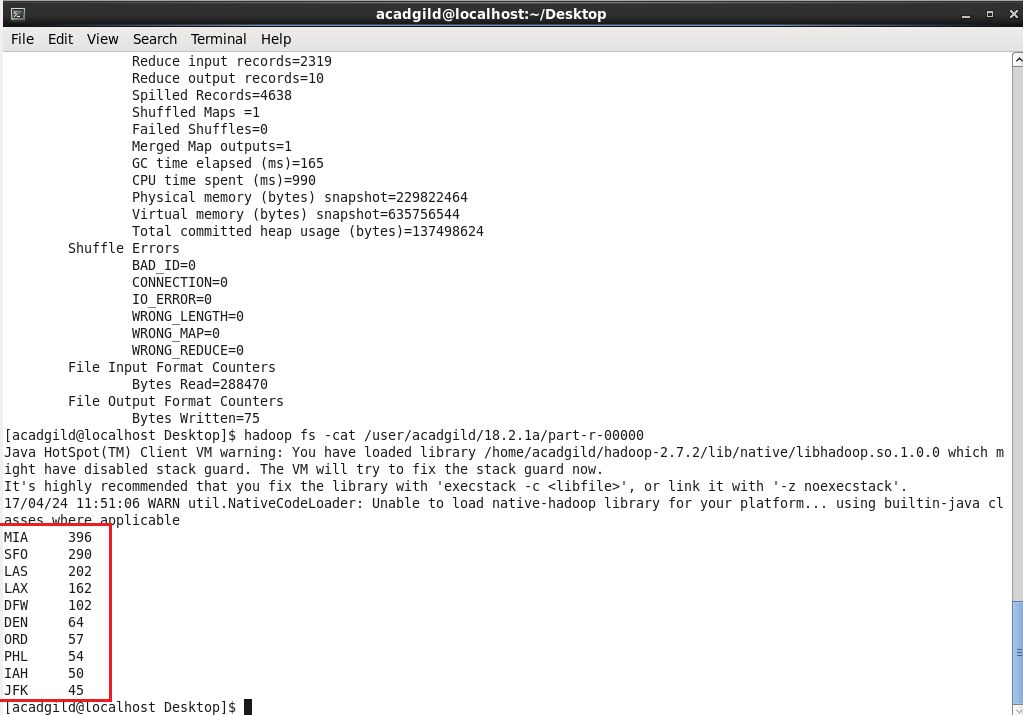 acadgild@localhost:~/Desktop
File Edit View Search Terminal Help
Reduce input records=2319
Reduce output records=10
Spilled Records=4638
Shuffled Maps =1
Failed Shuffles=0
Merged Map outputs=1
GC time elapsed (ms)=165
CPU time spent (ms)=990
Physical memory (bytes) snapshot=229822464
Virtual memory (bytes) snapshot=635756544
Total committed heap usage (bytes)=137498624
Shuffle Errors
BAD_ID=0
CONNECTION=0
IO_ERROR=0
WRONG_LENGTH=0
WRONG_MAP=0
WRONG_REDUCE=0
File Input Format Counters
Bytes Read=288470
File Output Format Counters
Bytes Written=75
[acadgild@localhost Desktop]$ hadoop fs -cat /user/acadgild/18.2.1a/part-r-00000
Java HotSpot(TM) Client VM warning: You have loaded library /home/acadgild/hadoop-2.7.2/lib/native/libhadoop.so.1.0.0 which m
ight have disabled stack guard. The VM will try to fix the stack guard now.
It's highly recommended that you fix the library with 'execstack -c <libfile>', or link it with '-z noexecstack'.
17/04/24 11:51:06 WARN util.NativeCodeLoader: Unable to load native-hadoop library for your platform... using builtin-java cl
asses where applicable
MIA 396
SFO 290
LAS 202
LAX 162
DFW 102
DEN 64
ORD 57
PHL 54
IAH 50
JFK 45
[acadgild@localhost Desktop]$